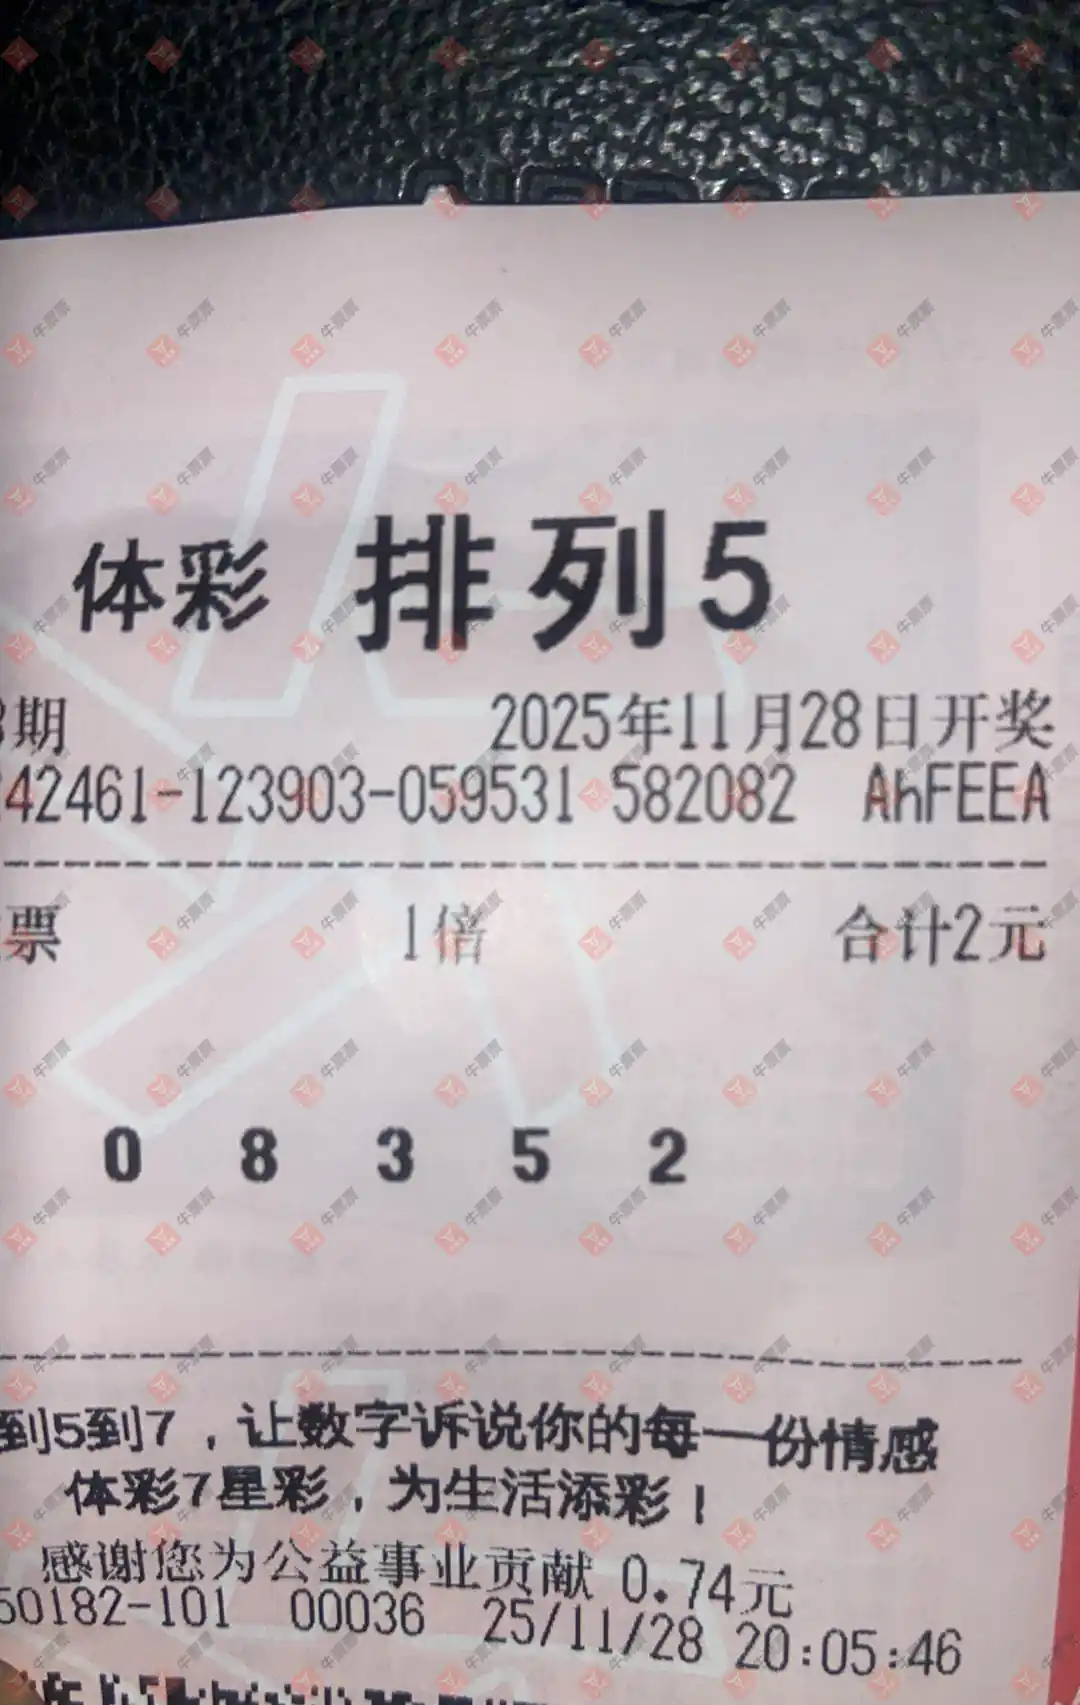 体彩 排列5
期 2025年11月28日开奖
42461-123903-059531 582082 AhFEEA
票 1倍 合计2元
0 8 3 5 2
到5到7，让数字诉说你的每一份情感
体彩7星彩，为生活添彩！
感谢您为公益事业贡献 0.74元
50182-101 00036 25/11/28 20:05:46
牛票票